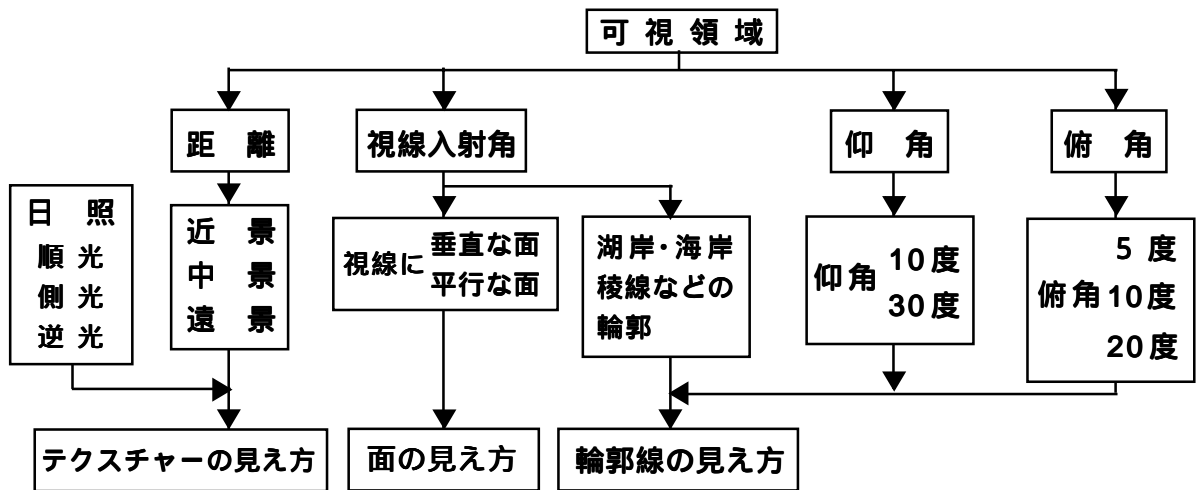 可視領域
距離
視線入射角
仰角
俯角
日照
順光
側光
逆光
近景
中景
遠景
視線に
垂直な面
平行な面
湖岸・海岸
稜線などの
輪郭
仰角
10度
30度
俯角
5度
10度
20度
テクスチャーの見え方
面の見え方
輪郭線の見え方